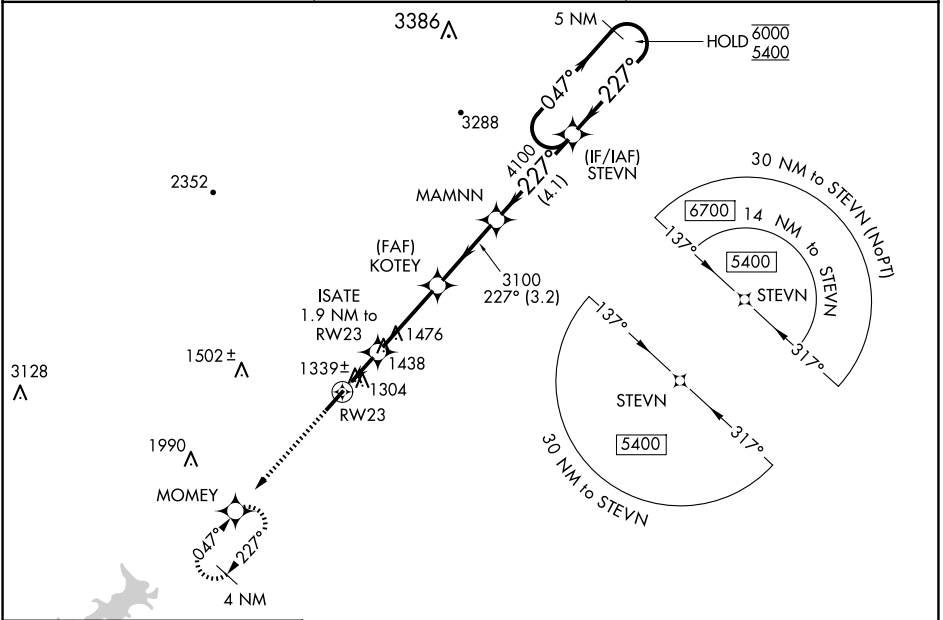 3386
5 NM
HOLD 6000
5400
047°
227°
3288
(IF/IAF)
STEVN
4100
227°
(4.1)
2352
MAMNN
30 NM to STEVN (NoPT)
6700
14 NM to STEVN
137°
5400
STEVN
317°
(FAF)
KOTEY
3100
227° (3.2)
ISATE
1.9 NM to
RW23
1476
1438
1502 ±
1339 ±
1304
3128
RW23
137°
STEVN
317°
5400
30 NM to STEVN
1990
MOMEY
047°
227°
4 NM